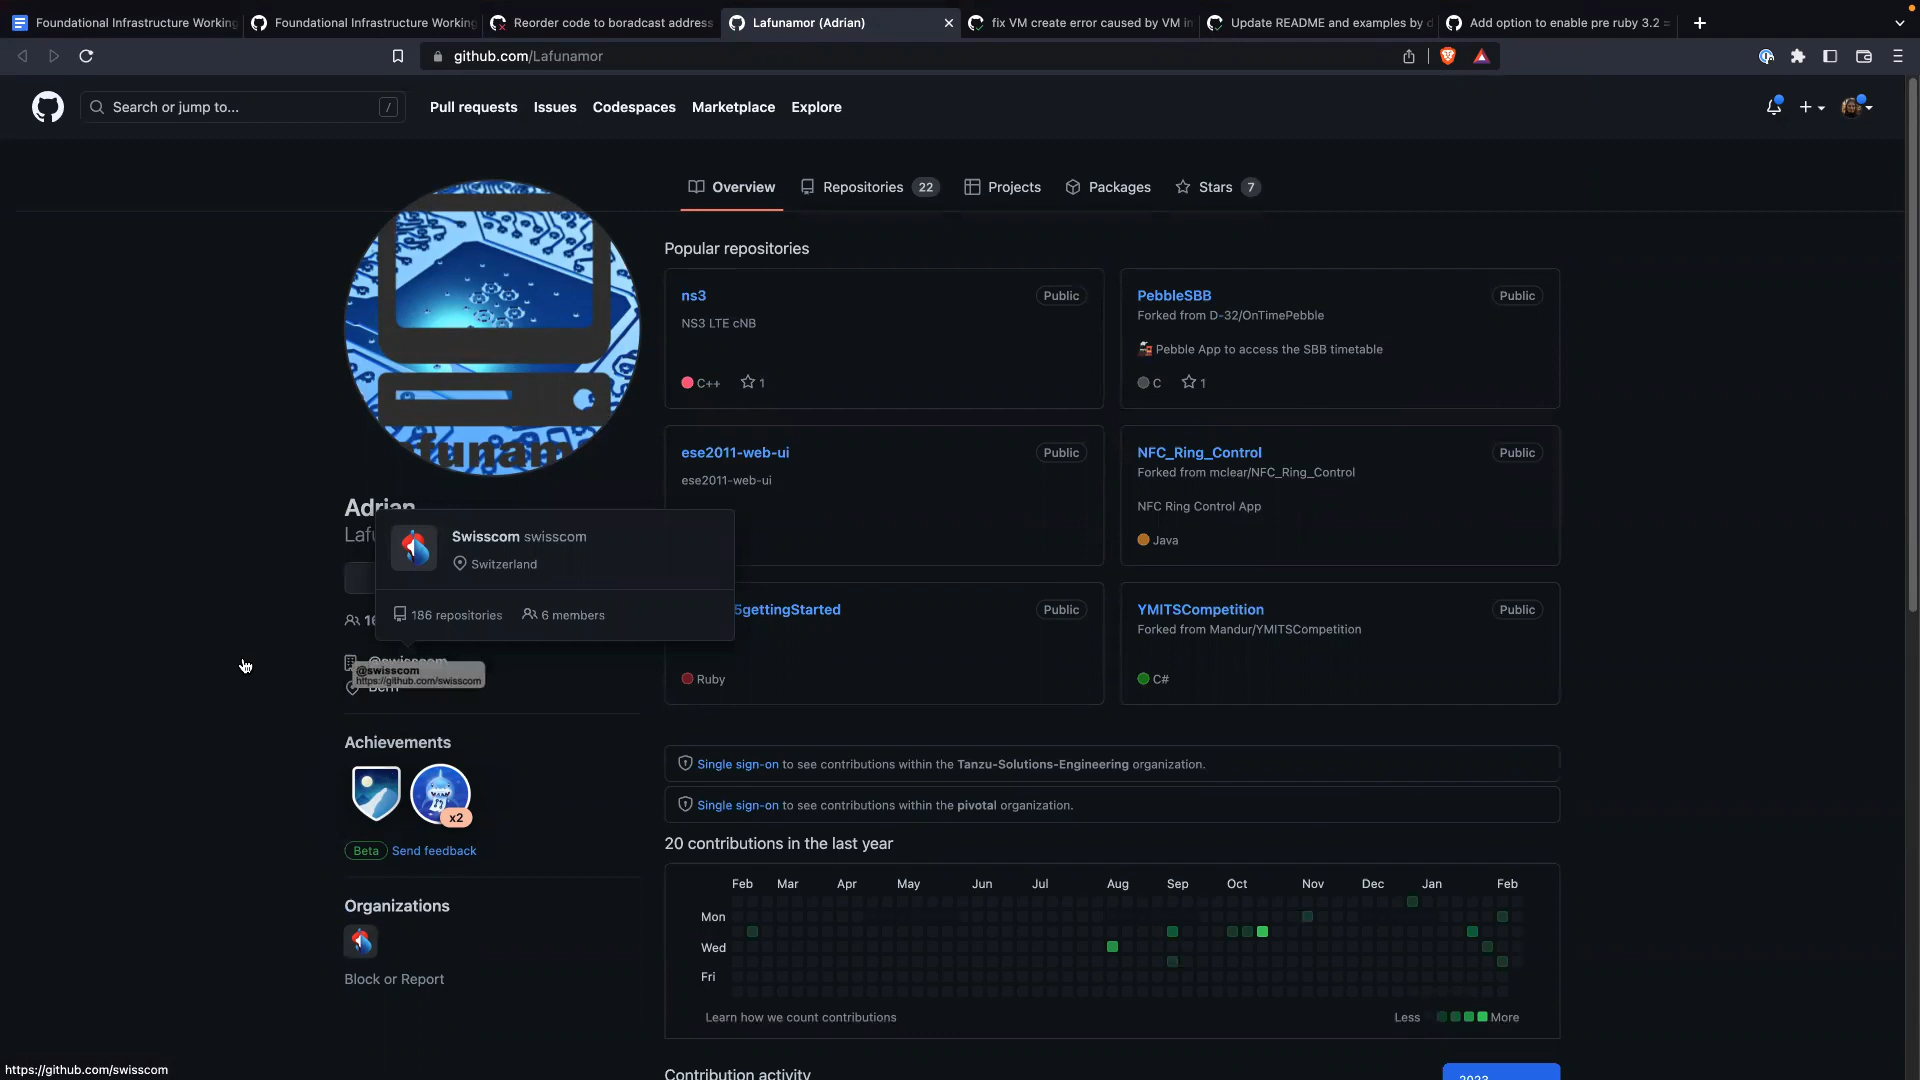 Foundational Infrastructure Working
Foundational Infrastructure Working
Reorder code to boradcast address
Lafunamor (Adrian)
fix VM create error caused by VM i
Update README and examples by d
Add option to enable pre ruby 3.2 =
github.com/Lafunamor
Search or jump to...
/
Pull requests
Issues
Codespaces
Marketplace
Explore
Overview
Repositories 22
Projects
Packages
Stars 7
funam
Adrian
Laf
Swisscom swisscom
Switzerland
186 repositories
6 members
@swisscom
@swisscom
https://github.com/swisscom
Bern
Achievements
x2
Beta Send feedback
Organizations
Block or Report
Popular repositories
ns3
Public
NS3 LTE cNB
C++
1
PebbleSBB
Public
Forked from D-32/OnTimePebble
Pebble App to access the SBB timetable
C
1
ese2011-web-ui
Public
ese2011-web-ui
NFC_Ring_Control
Public
Forked from mclear/NFC_Ring_Control
NFC Ring Control App
Java
5gettingStarted
Public
Ruby
YMITSCompetition
Public
Forked from Mandur/YMITSCompetition
C#
Single sign-on to see contributions within the Tanzu-Solutions-Engineering organization.
Single sign-on to see contributions within the pivotal organization.
20 contributions in the last year
Feb Mar Apr May Jun Jul Aug Sep Oct Nov Dec Jan Feb
Mon
Wed
Fri
Learn how we count contributions
Less
More
Contribution activity
2023
https://github.com/swisscom